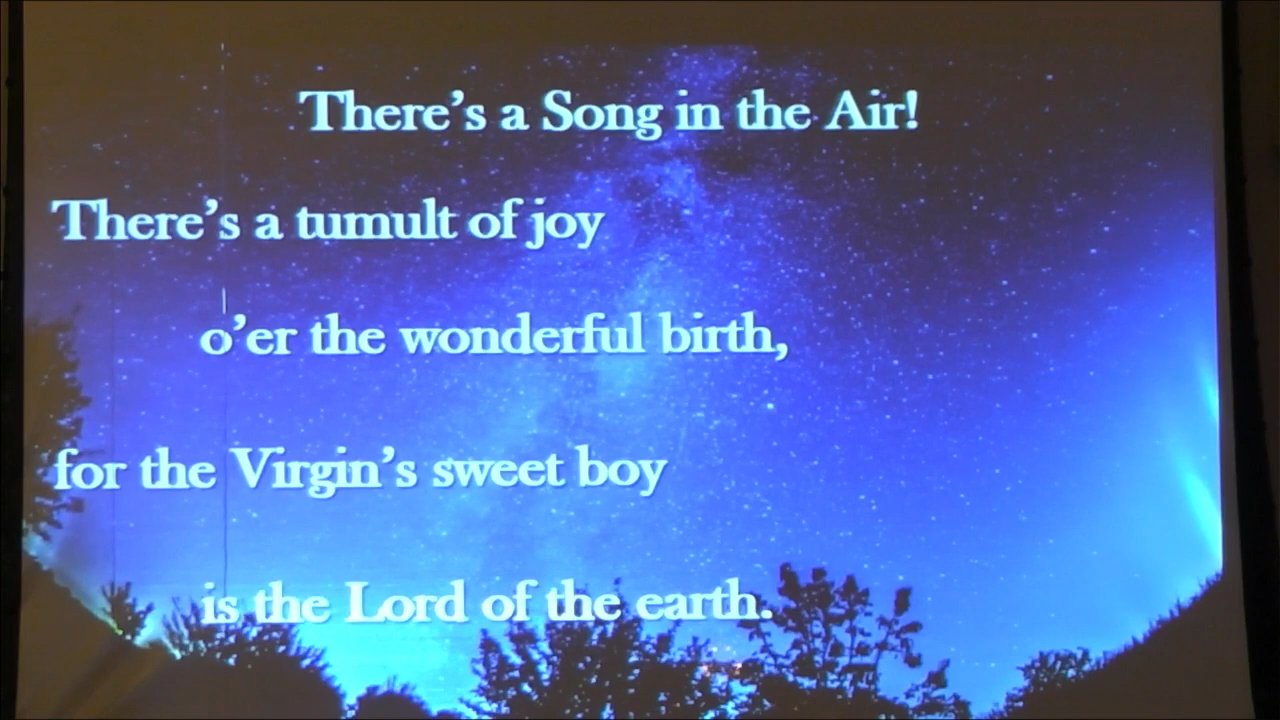 There's a Song in the Air!
There's a tumult of joy
o'er the wonderful birth,
for the Virgin's sweet boy
is the Lord of the earth.